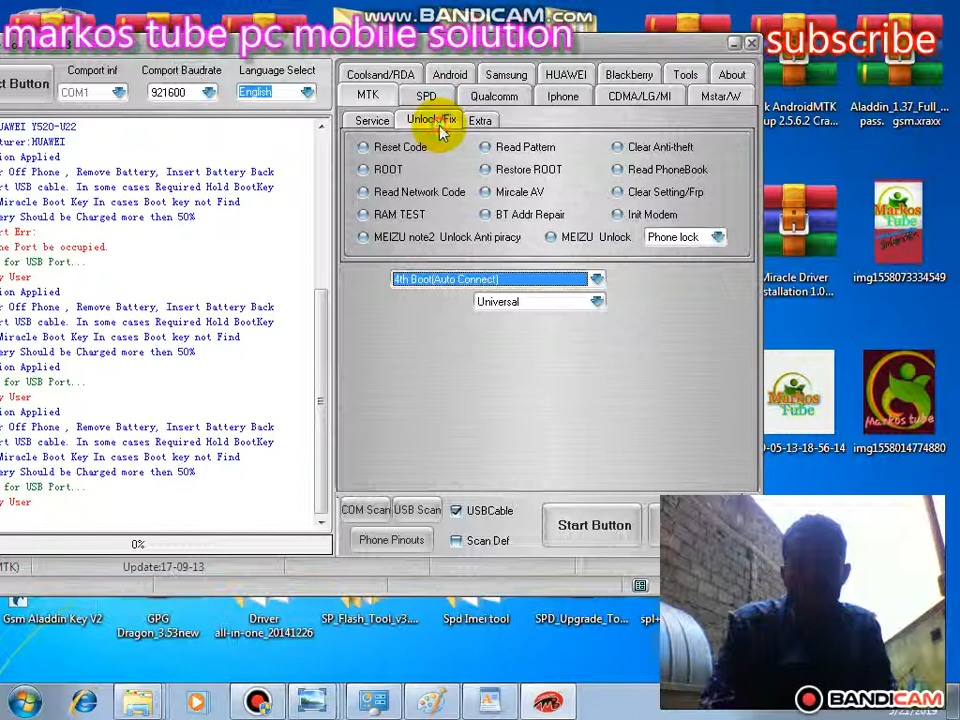 www.BANDICAM.com
markos tube pc mobile solution
subscribe
ct Button
Comport inf
Comport Baudrate
Language Select
COM1
921600
English
Coolsand/RDA
Android
Samsung
HUAWEI
Blackberry
Tools
About
MTK
SPD
Qualcomm
Iphone
CDMA/LG/MI
Mstar/W
Service
Unlock/Fix
Extra
Reset Code
Read Pattern
Clear Anti-theft
ROOT
Restore ROOT
Read PhoneBook
Read Network Code
Mircale AV
Clear Setting/Frp
RAM TEST
BT Addr Repair
Init Modem
MEIZU note2 Unlock Anti piracy
MEIZU Unlock
Phone lock
4th Boot(Auto Connect)
Universal
UAWEI Y520-U22
turer:HUAWEI
Off Phone , Remove Battery, Insert Battery Back
rt USB cable. In some cases Required Hold BootKey
Miracle Boot Key In cases Boot key not Find
ery Should be Charged more then 50%
rt Err:
ne Port be occupied.
for USB Port...
y User
ion Applied
er Off Phone , Remove Battery, Insert Battery Back
rt USB cable. In some cases Required Hold BootKey
Miracle Boot Key In cases Boot key not Find
ery Should be Charged more then 50%
ion Applied
for USB Port...
y User
ion Applied
er Off Phone , Remove Battery, Insert Battery Back
rt USB cable. In some cases Required Hold BootKey
Miracle Boot Key In cases Boot key not Find
ery Should be Charged more then 50%
for USB Port...
y User
0%
MTK)
Update:17-09-13
COM Scan
USB Scan
USBCable
Phone Pinouts
Scan Def
Start Button
k AndroidMTK
up 2.5.6.2 Cra...
Aladdin_1.37_Full_...
pass. gsm.xraxx
Miracle Driver
stallation 1.0...
Markos
Tube
img1558073334549
Markos
Tube
Markos tube
9-05-13-18-56-14
img1558014774880
Gsm Aladdin Key V2
GPG
Dragon_3.53new
Driver
all-in-one_20141226
SP_Flash_Tool_v3....
Spd Imei tool
SPD_Upgrade_To...
BANDICAM